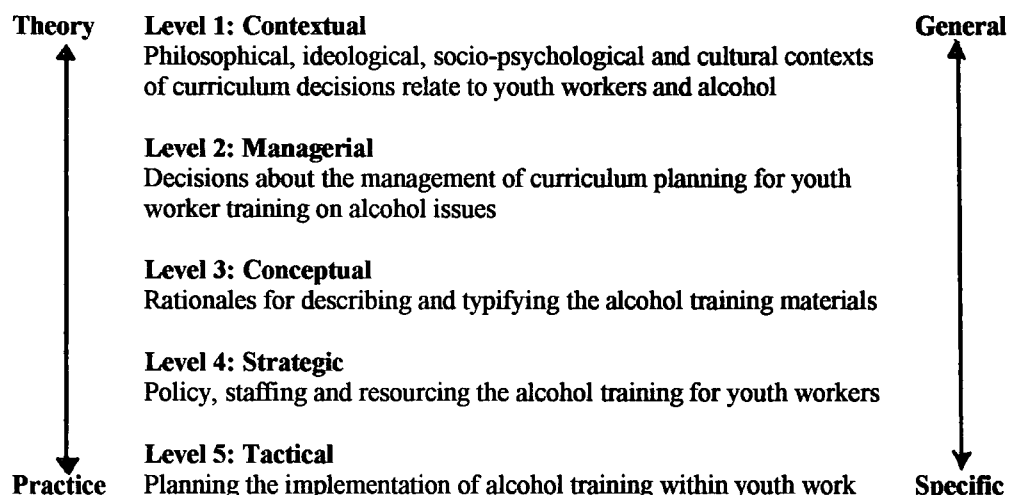 Theory Level 1: Contextual General
Philosophical, ideological, socio-psychological and cultural contexts
of curriculum decisions relate to youth workers and alcohol
Level 2: Managerial
Decisions about the management of curriculum planning for youth
worker training on alcohol issues
Level 3: Conceptual
Rationales for describing and typifying the alcohol training materials
Level 4: Strategic
Policy, staffing and resourcing the alcohol training for youth workers
Level 5: Tactical
Practice Planning the implementation of alcohol training within youth work Specific